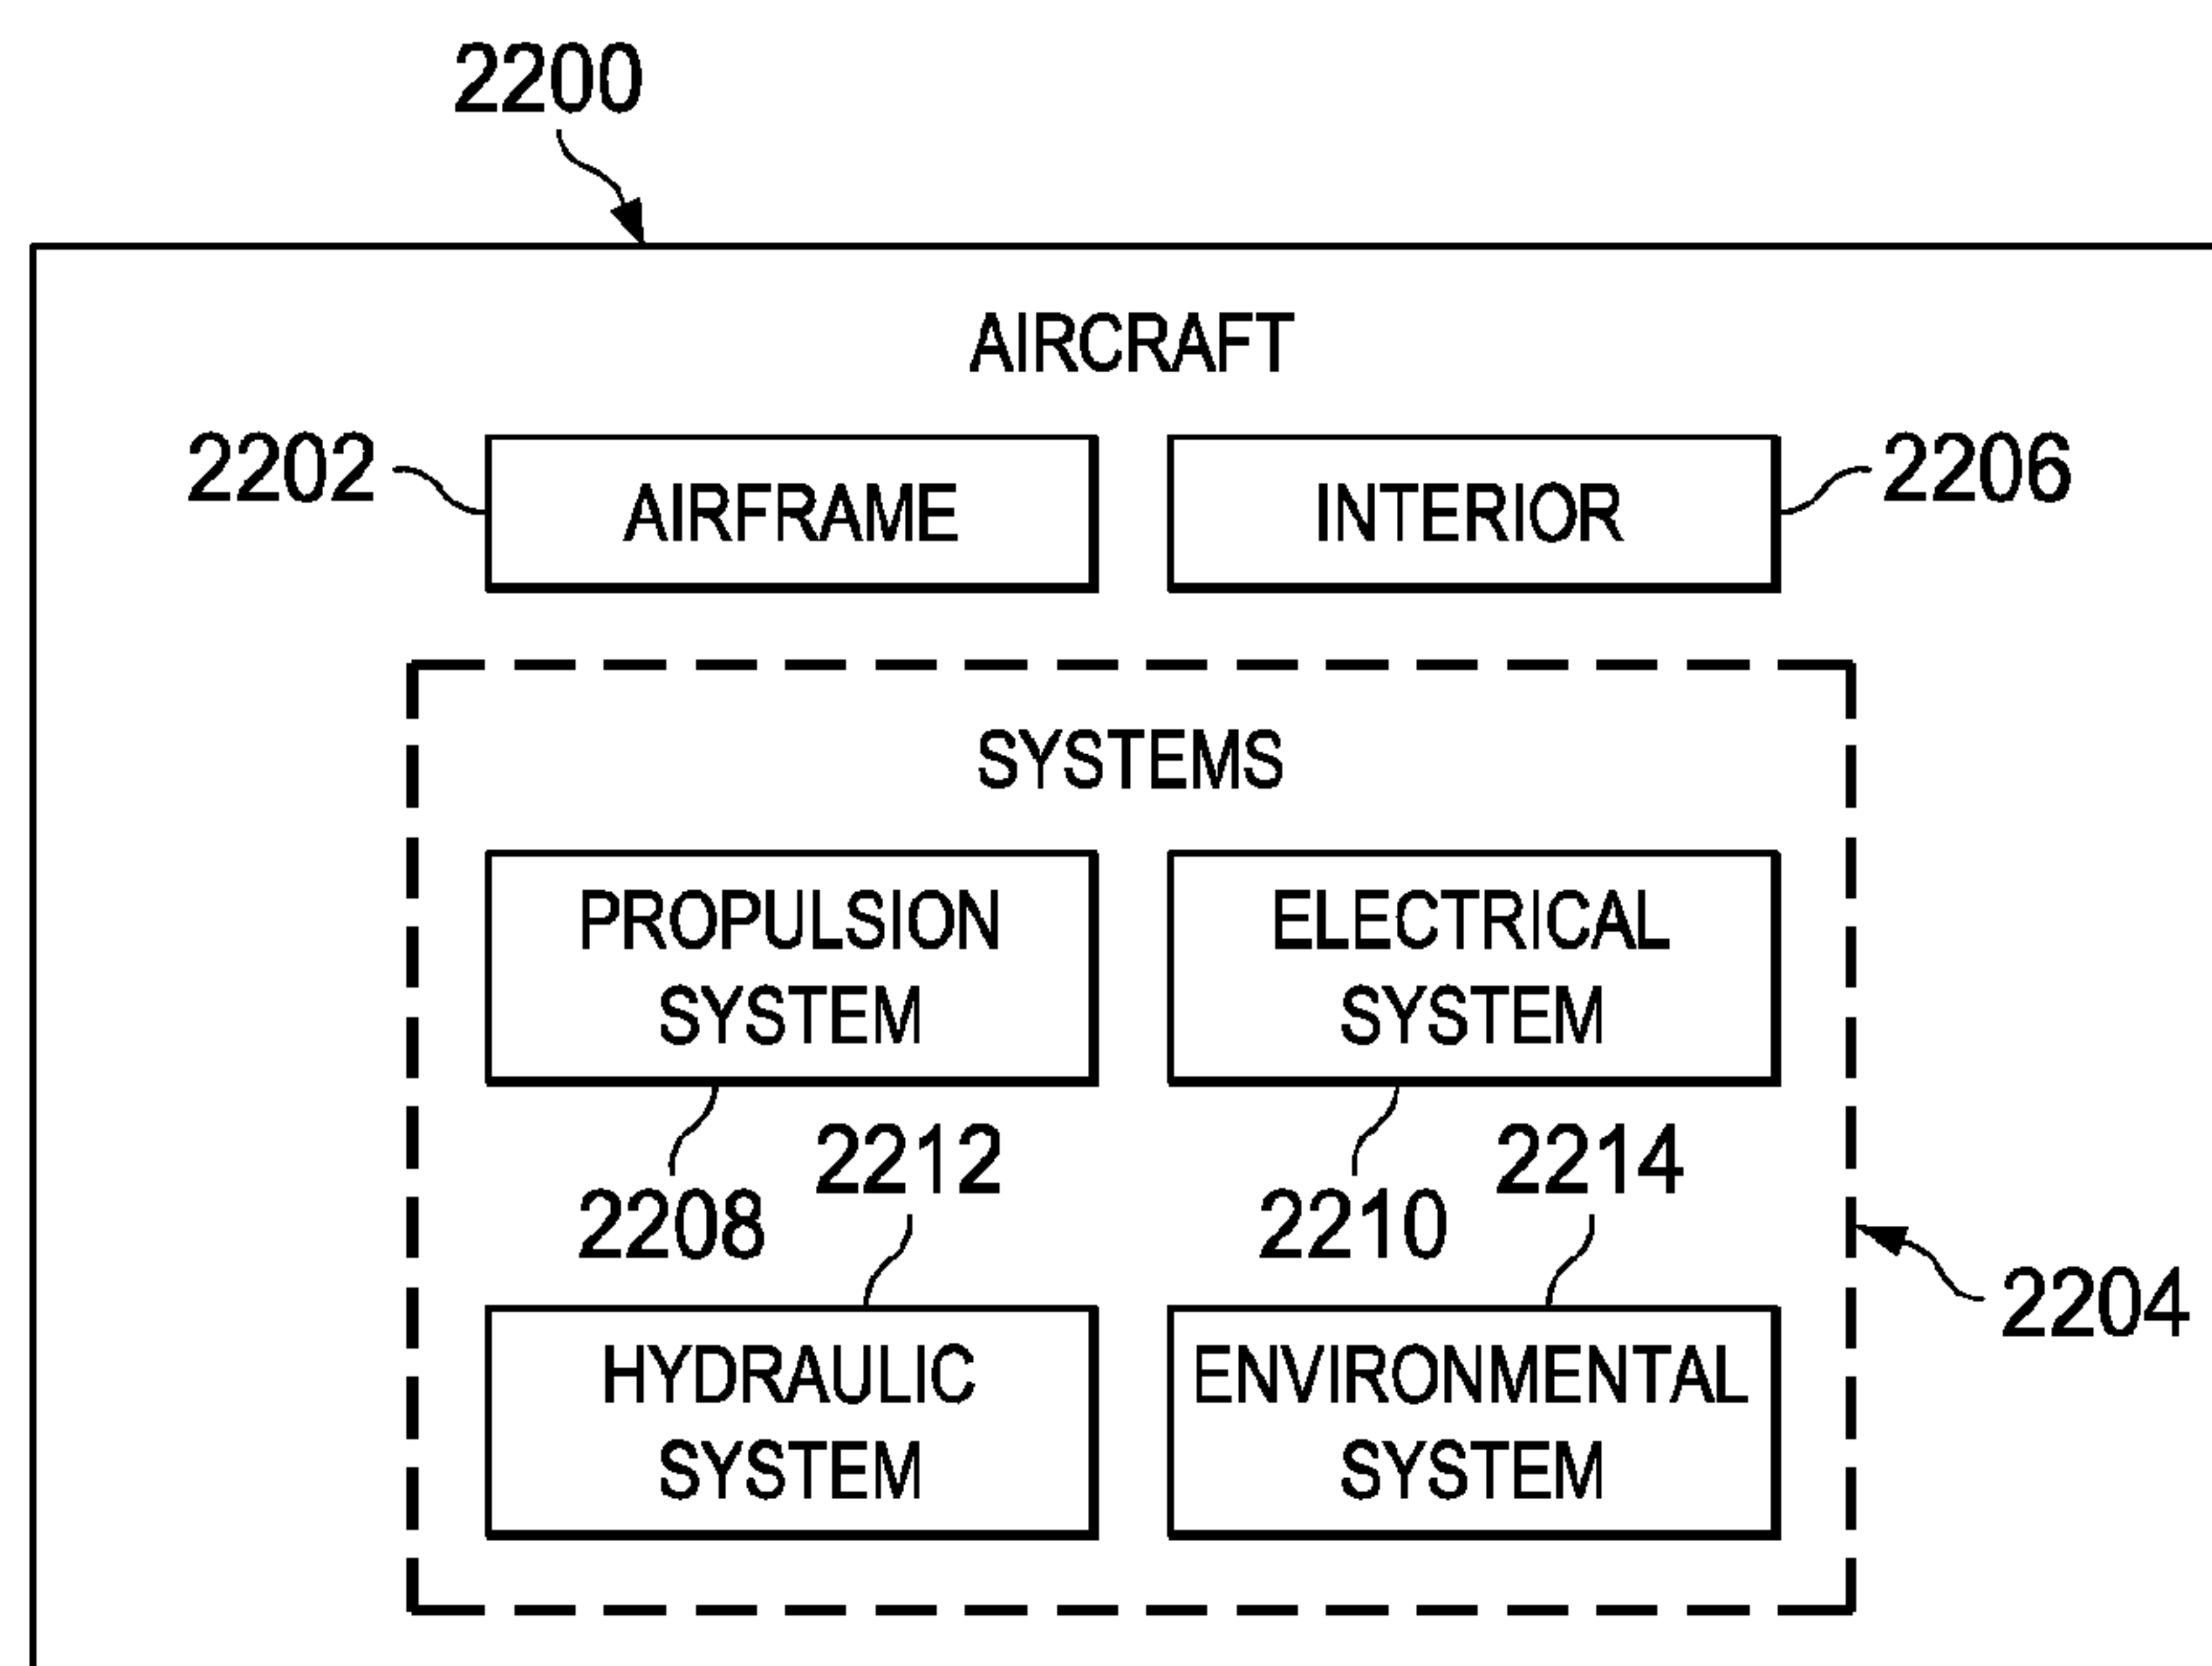 2200
AIRCRAFT
2202
AIRFRAME
INTERIOR
2206
SYSTEMS
PROPULSION
SYSTEM
ELECTRICAL
SYSTEM
2212
2214
2208
2210
2204
HYDRAULIC
SYSTEM
ENVIRONMENTAL
SYSTEM